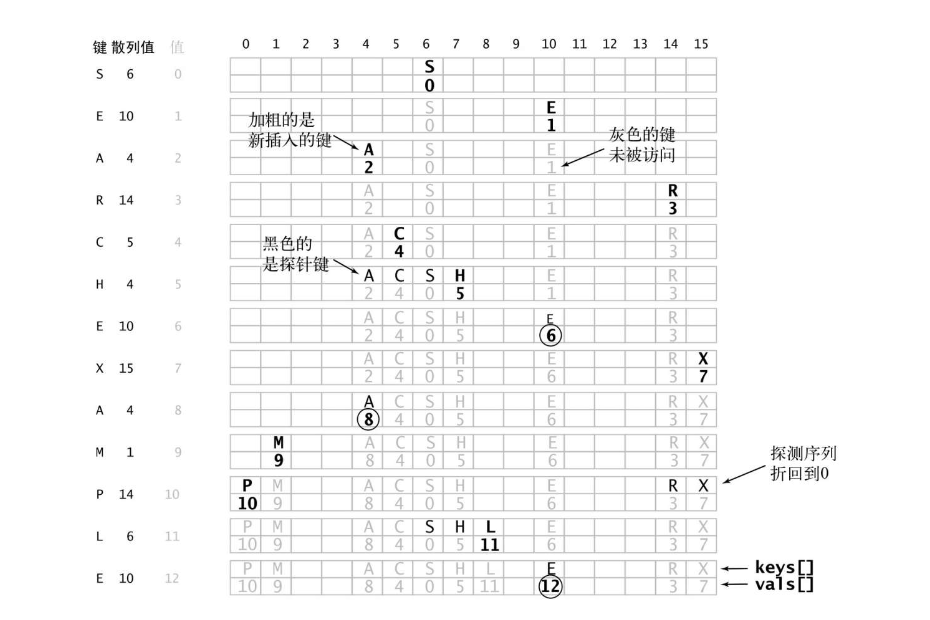 键 散列值 值 0 1 2 3 4 5 6 7 8 9 10 11 12 13 14 15
S 6 0 S
0
E 10 1 S E
0 1
加粗的是
新插入的键
灰色的键
未被访问
A 4 2 A S E
2 0 1
R 14 3 A S E R
2 0 1 3
C 5 4 A C S E R
2 4 0 1 3
黑色的
是探针键
H 4 5 A C S H E R
2 4 0 5 1 3
E 10 6 A C S H E R
2 4 0 5 6 3
X 15 7 A C S H E R X
2 4 0 5 6 3 7
A 4 8 A C S H E R X
8 4 0 5 6 3 7
M 1 9 M A C S H E R X
9 8 4 0 5 6 3 7
探测序列
折回到0
P 14 10 P M A C S H E R X
10 9 8 4 0 5 6 3 7
L 6 11 P M A C S H L E R X
10 9 8 4 0 5 11 6 3 7
E 10 12 P M A C S H L E R X keys[]
10 9 8 4 0 5 11 12 3 7 vals[]